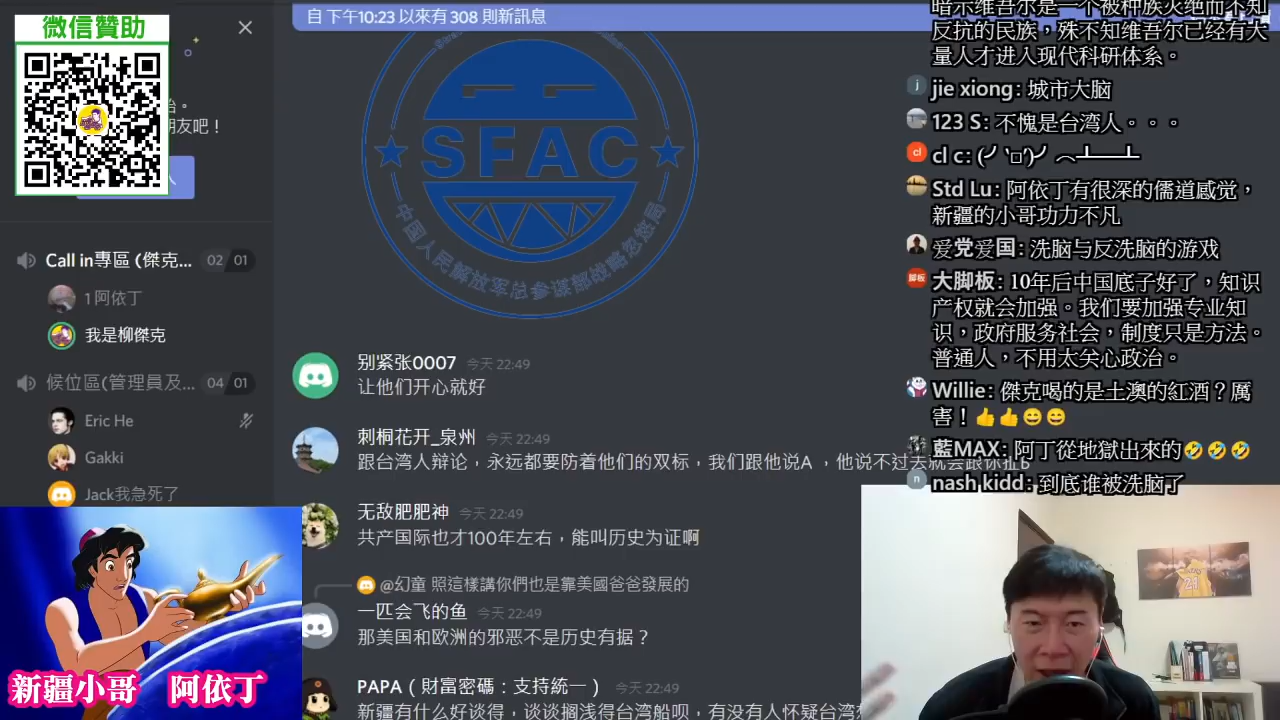 微信贊助
朋友吧！
Call in專區 (傑克... 02 01
1 阿依丁
我是柳傑克
候位區(管理員及... 04 01
Eric He
Gakki
Jack我急死了
新疆小哥 阿依丁
自 下午10:23 以來有 308 則新訊息
SFAC
中国人民解放军总参谋部战略忽悠局
别紧张0007 今天 22:49
让他们开心就好
刺桐花开_泉州 今天 22:49
跟台湾人辩论，永远都要防着他们的双标，我们跟他说A ，他说不过去就会跟你扯b
无敌肥肥神 今天 22:49
共产国际也才100年左右，能叫历史为证啊
@幻童 照這樣講你們也是靠美國爸爸發展的
一匹会飞的鱼 今天 22:49
那美国和欧洲的邪恶不是历史有据？
PAPA ( 財富密碼：支持統一 ) 今天 22:49
新疆有什么好谈得，谈谈搁浅得台湾船呗，有没有人怀疑台湾
暗示维吾尔是一个被种族灭绝而不知
反抗的民族，殊不知维吾尔已经有大
量人才进入现代科研体系。
jie xiong: 城市大脑
123 S: 不愧是台湾人。。。
cl c: (╯‵□′)╯︵┻━┻
Std Lu: 阿依丁有很深的儒道感觉，
新疆的小哥功力不凡
爱党爱国: 洗脑与反洗脑的游戏
大脚板: 10年后中国底子好了，知识
产权就会加强。我们要加强专业知
识，政府服务社会，制度只是方法。
普通人，不用太关心政治。
Willie: 傑克喝的是土澳的紅酒？厲
害！👍👍😄😄
藍MAX: 阿丁從地獄出來的🤣🤣🤣
nash kidd: 到底谁被洗脑了